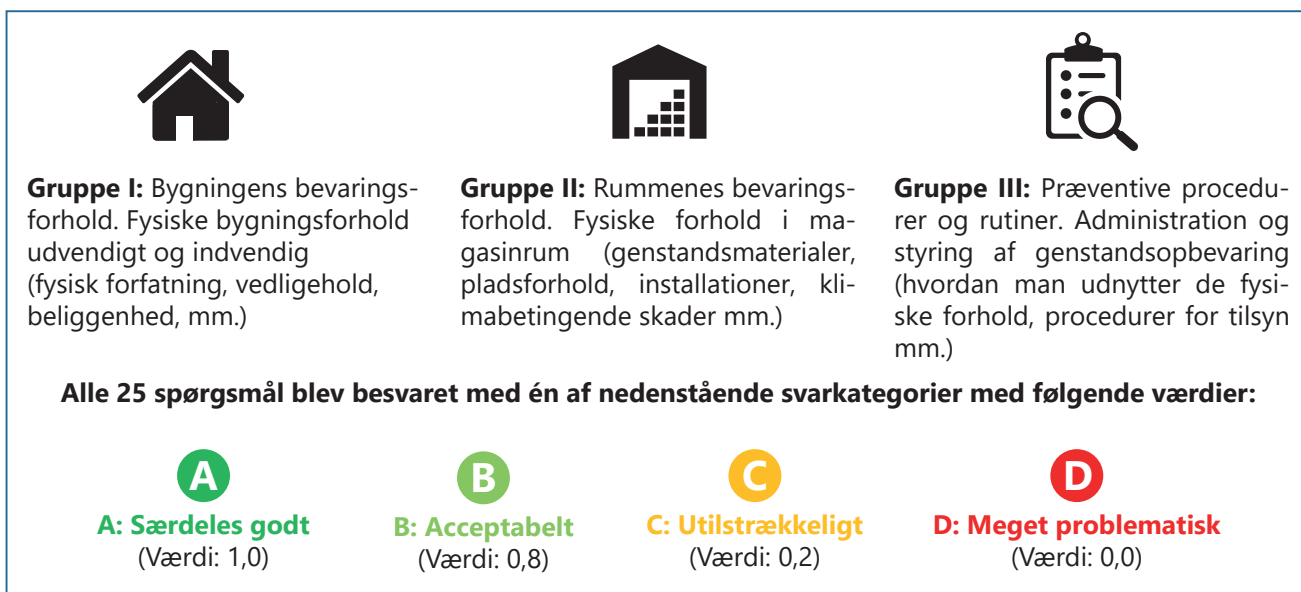 Gruppe I: Bygningens bevarings-
forhold. Fysiske bygningsforhold
udvendigt og indvendig
(fysisk forfatning, vedligehold,
beliggenhed, mm.)
Gruppe II: Rummenes bevarings-
forhold. Fysiske forhold i ma-
gasinrum (genstandsmaterialer,
pladsforhold, installationer, kli-
mabetingende skader mm.)
Gruppe III: Præventive procedu-
rer og rutiner. Administration og
styring af genstandsopbevaring
(hvordan man udnytter de fysi-
ske forhold, procedurer for tilsyn
mm.)
Alle 25 spørgsmål blev besvaret med én af nedenstående svarkategorier med følgende værdier:
A
A: Særdeles godt
(Værdi: 1,0)
B
B: Acceptabelt
(Værdi: 0,8)
C
C: Utilstrækkeligt
(Værdi: 0,2)
D
D: Meget problematisk
(Værdi: 0,0)